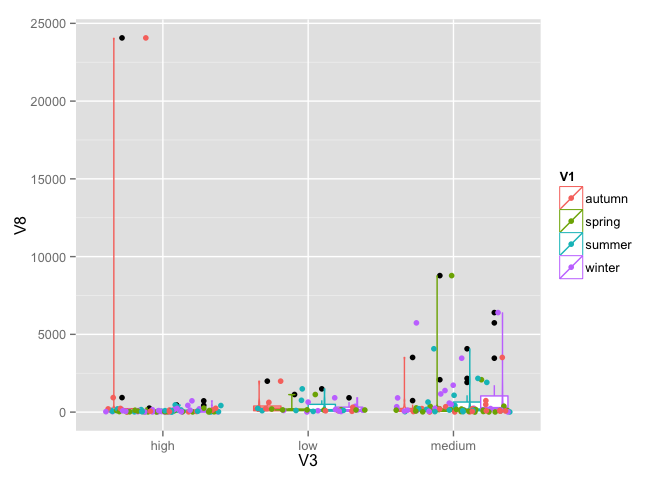 25000
20000
15000
10000
5000
0
V8
high
low
medium
V3
V1
autumn
spring
summer
winter